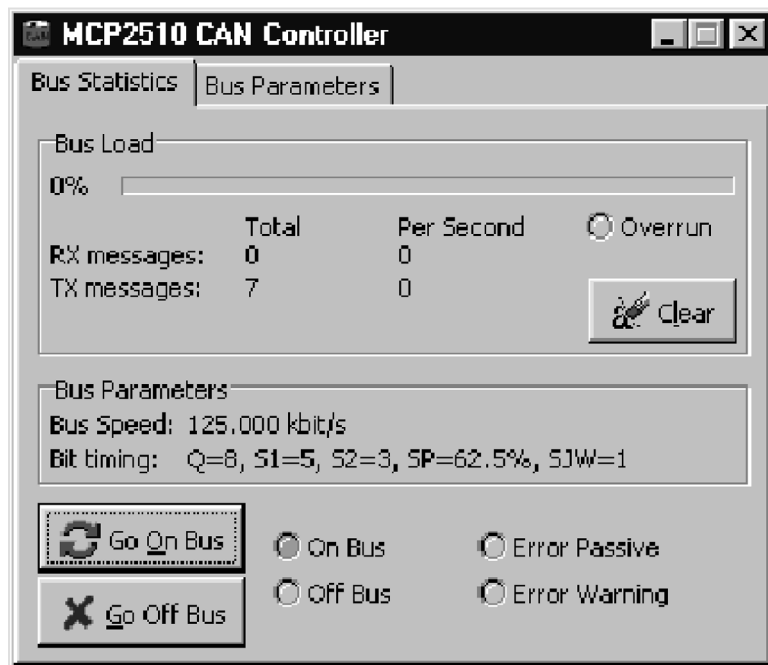 MCP2510 CAN Controller
Bus Statistics Bus Parameters
Bus Load
0%
Total Per Second Overrun
RX messages: 0 0
TX messages: 7 0
Clear
Bus Parameters
Bus Speed: 125.000 kbit/s
Bit timing: Q=8, S1=5, S2=3, SP=62.5%, SJW=1
Go On Bus On Bus Error Passive
Go Off Bus Off Bus Error Warning